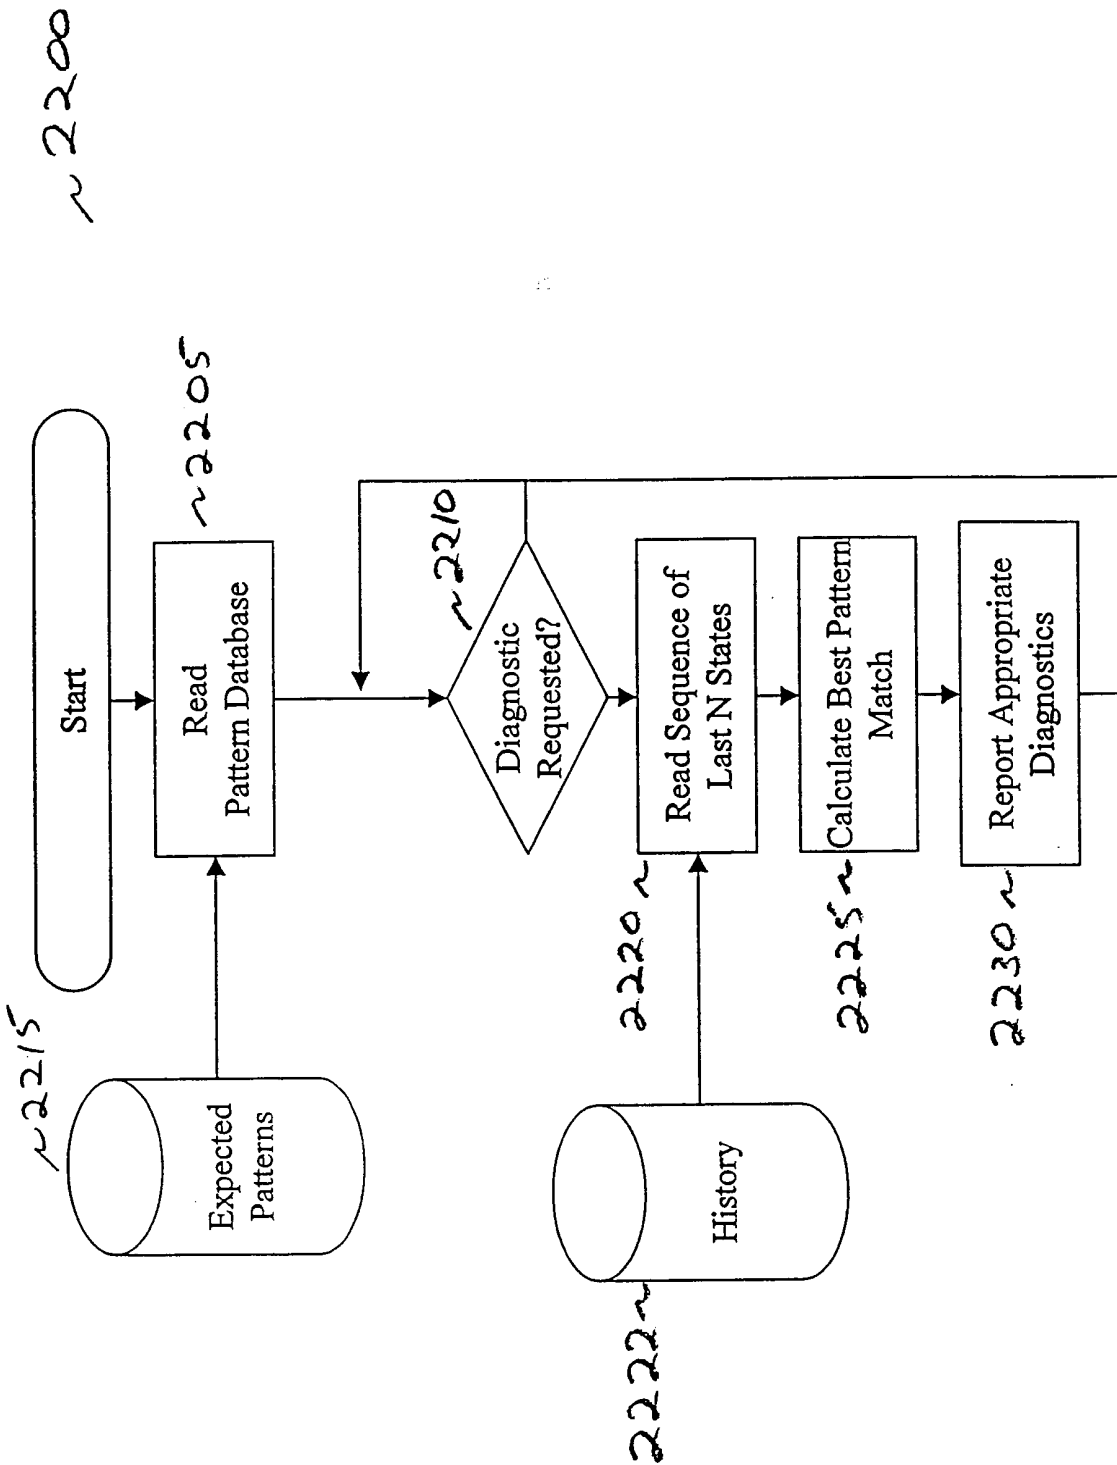 ~2200
~2215
Start
Expected
Patterns
Read
Pattern Database
~2205
~2210
Diagnostic
Requested?
2222~
History
2220~
Read Sequence of
Last N States
2225~
Calculate Best Pattern
Match
2230~
Report Appropriate
Diagnostics